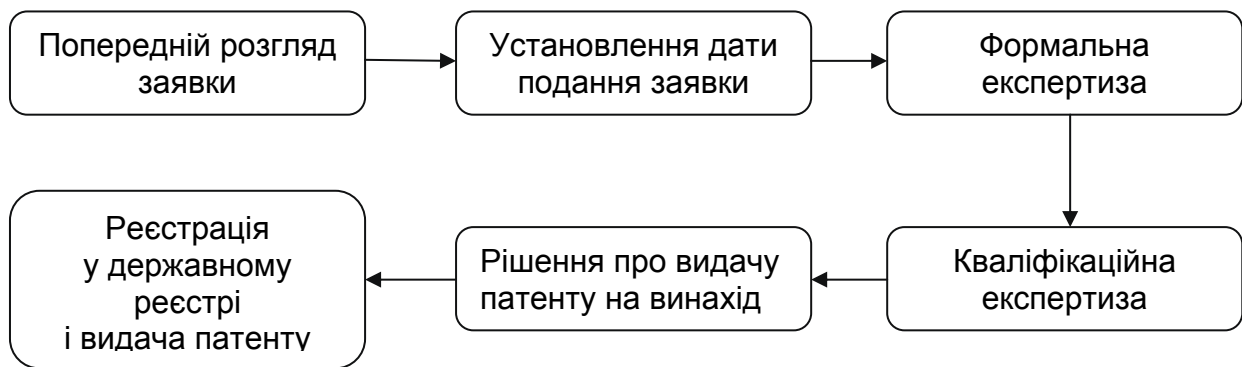 Попередній розгляд
заявки
Установлення дати
подання заявки
Формальна
експертиза
Кваліфікаційна
експертиза
Рішення про видачу
патенту на винахід
Реєстрація
у державному
реєстрі
і видача патенту